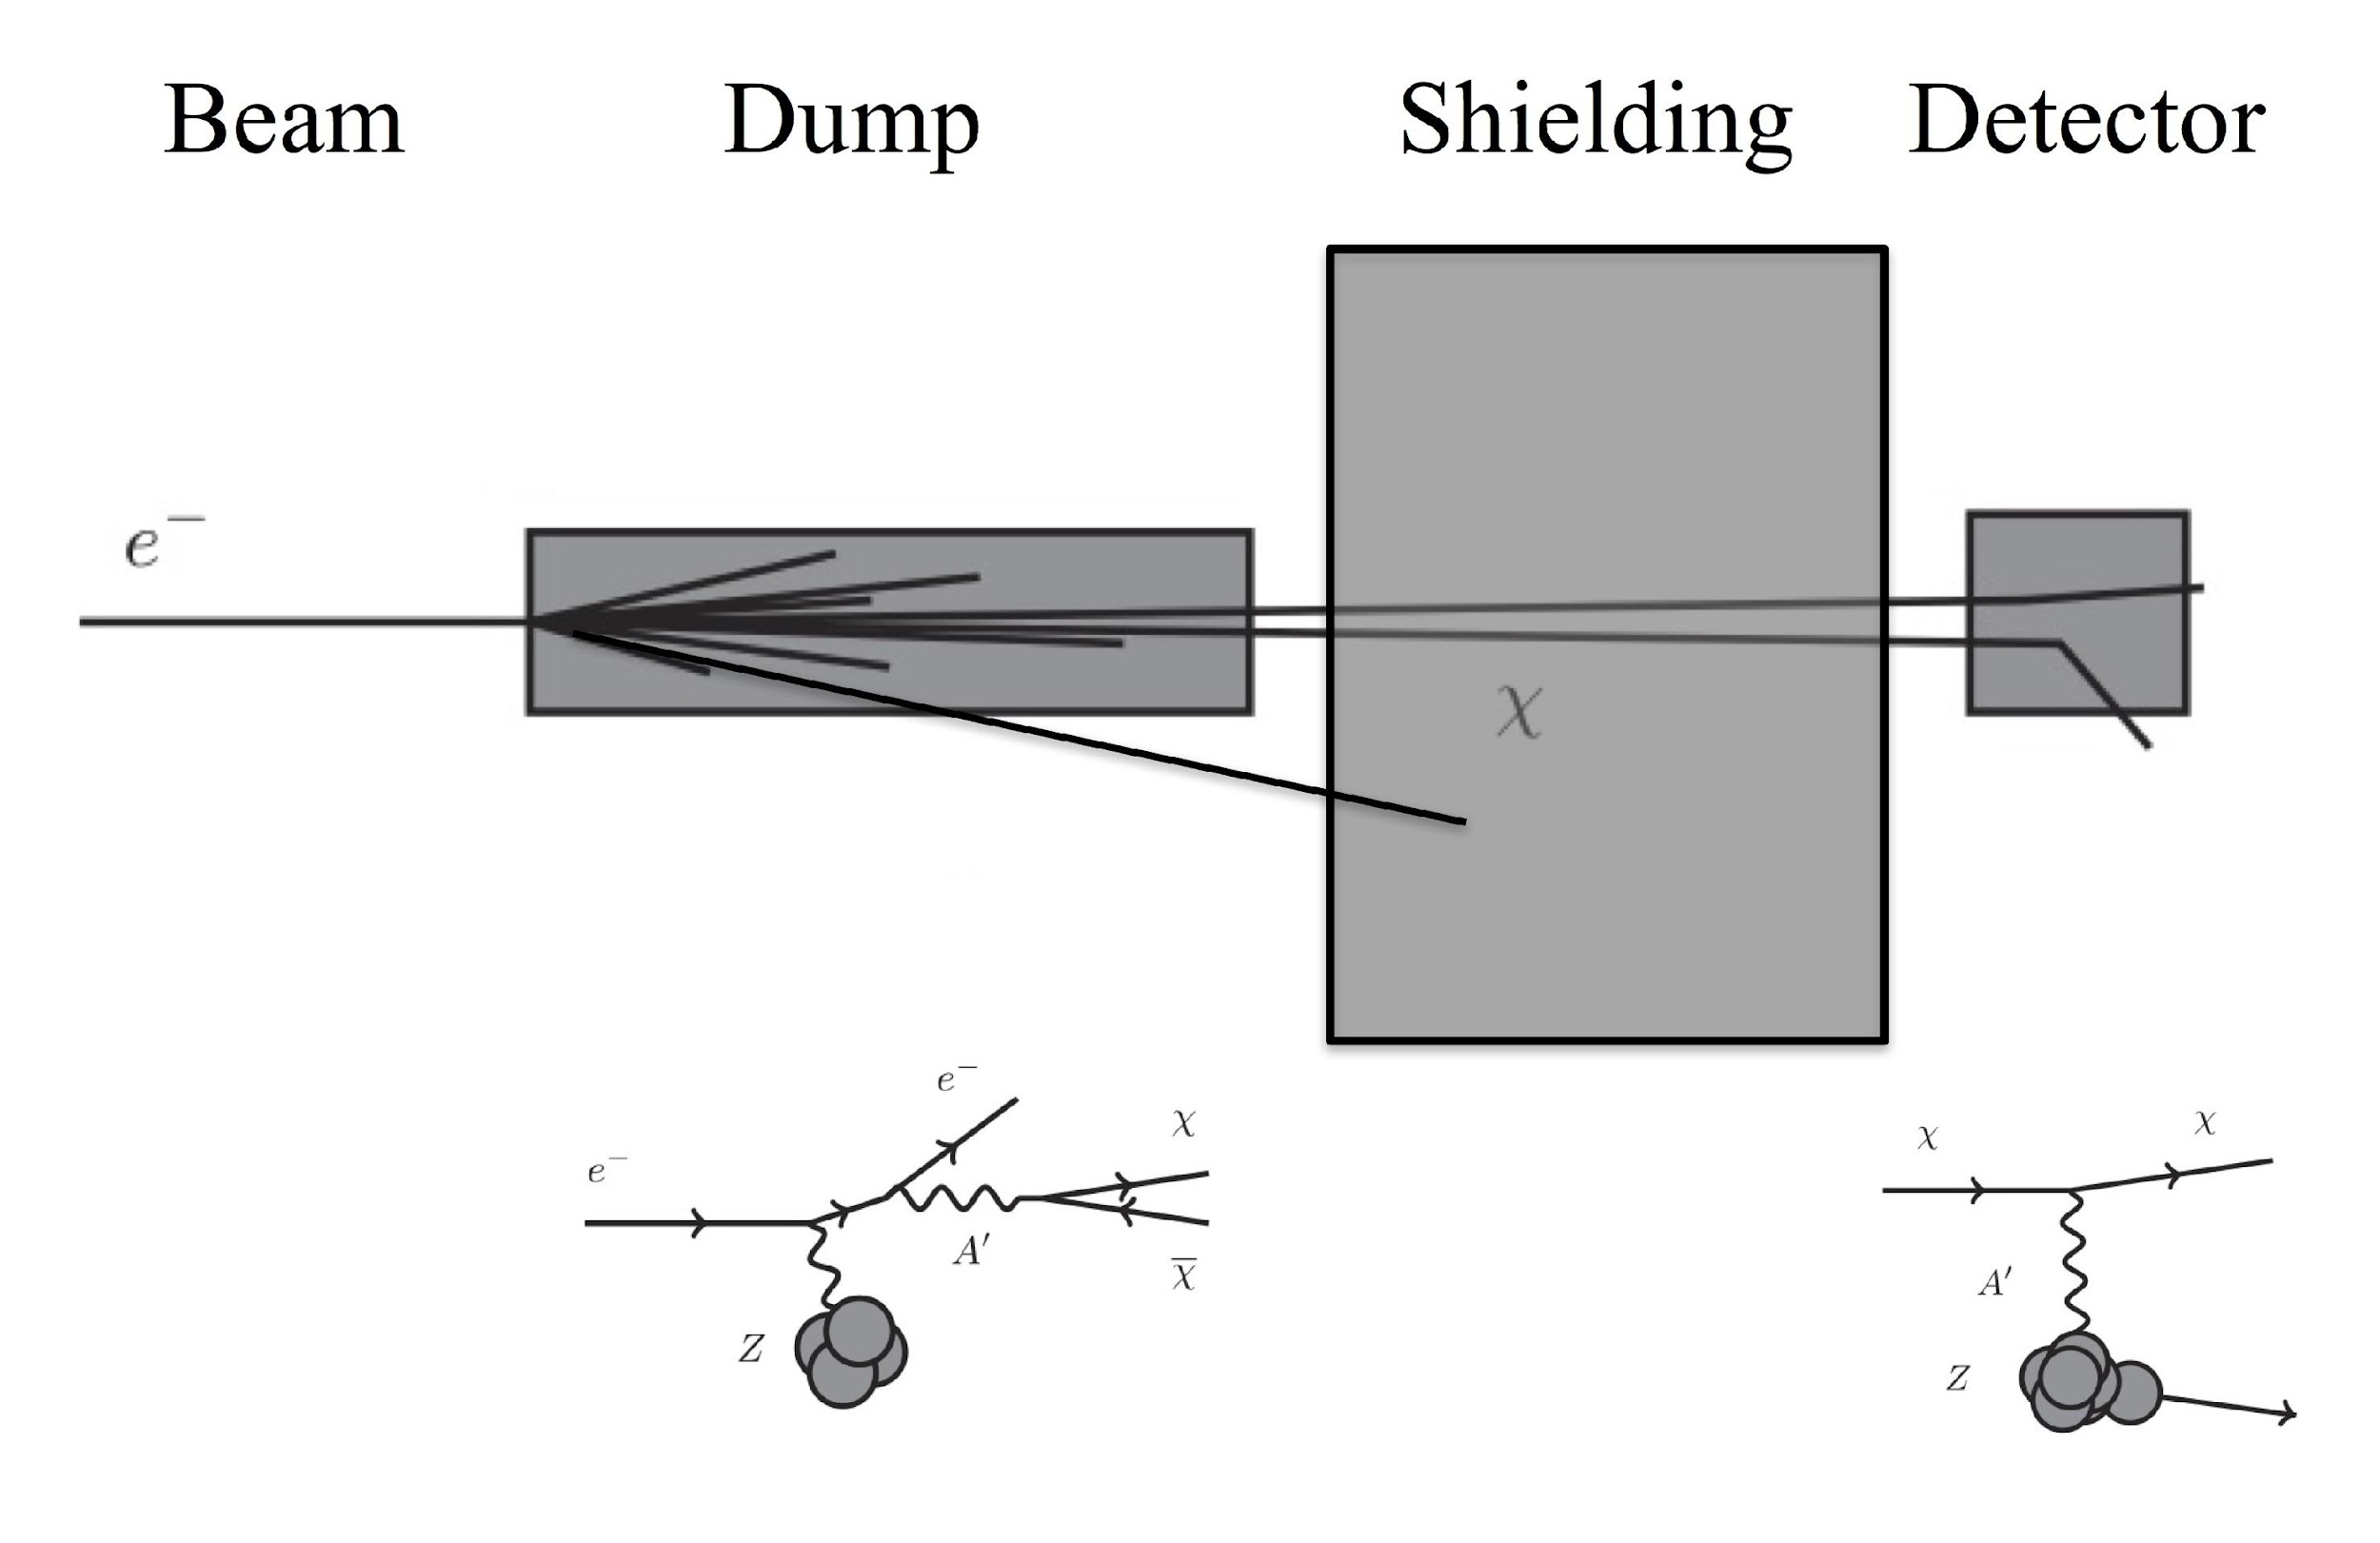 Beam Dump Shielding Detector
e⁻
χ
e⁻
e⁻
A′
χ
χ̅
Z
χ
χ
A′
Z